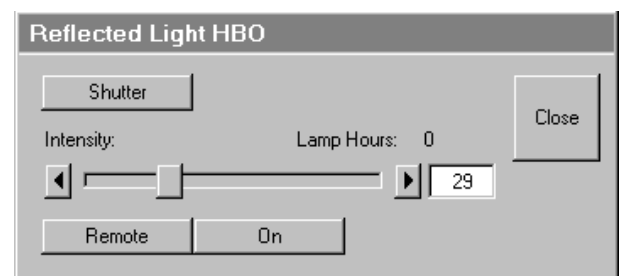 Reflected Light HBO
Shutter
Close
Intensity:
Lamp Hours: 0
29
Remote
On